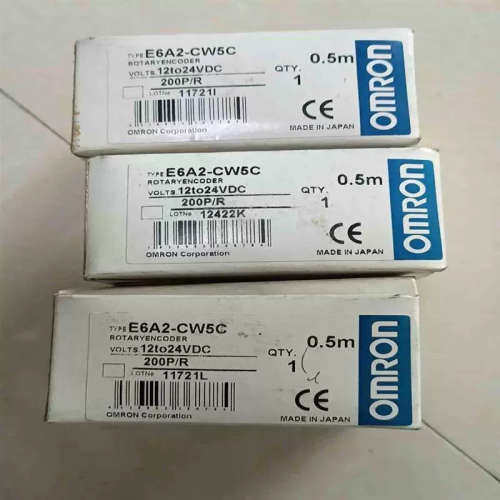 TYPE E6A2-CW5C 0.5m
ROTARYENCODER
VOLTS 12to24VDC QTY.
200P/R 1
LOTNo 11721I
OMRON Corporation
CE
MADE IN JAPAN
OMRON
TYPE E6A2-CW5C 0.5m
ROTARYENCODER
VOLTS 12to24VDC QTY.
200P/R 1
LOTNo 12422K
OMRON Corporation
CE
MADE IN JAPAN
OMRON
TYPE E6A2-CW5C 0.5m
ROTARYENCODER
VOLTS 12to24VDC QTY.
200P/R 1
LOTNo 11721L
OMRON Corporation
CE
MADE IN JAPAN
OMRON